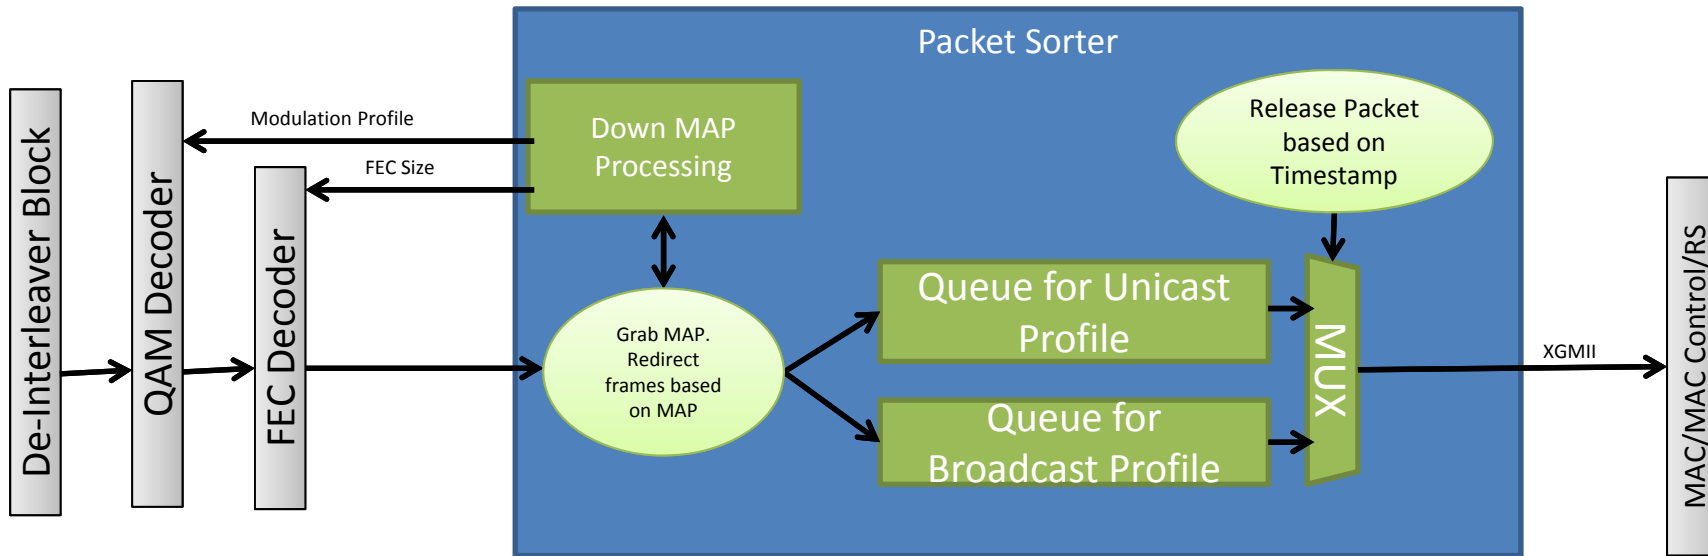 Packet Sorter
De-Interleaver Block
QAM Decoder
FEC Decoder
Modulation Profile
FEC Size
Down MAP
Processing
Grab MAP.
Redirect
frames based
on MAP
Queue for Unicast
Profile
Queue for
Broadcast Profile
Release Packet
based on
Timestamp
MUX
XGMII
MAC/MAC Control/RS